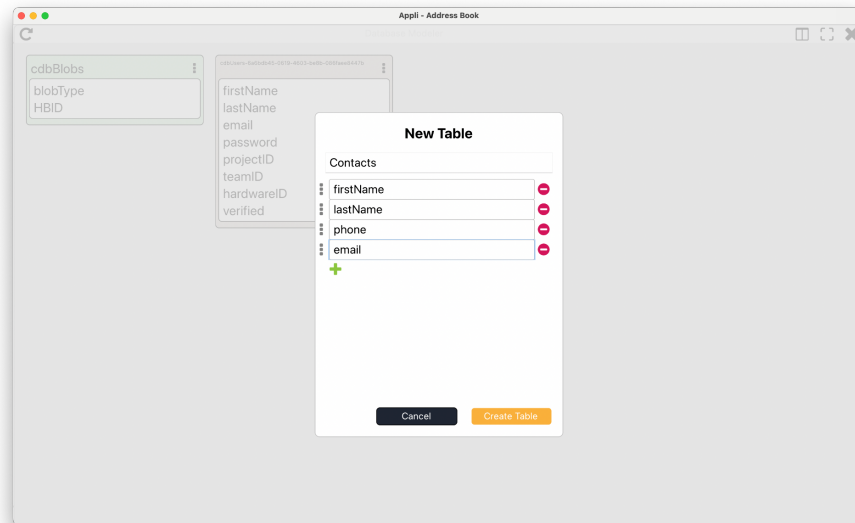 Appli - Address Book
cdbBlobs
blobType
HBID
firstName
lastName
email
password
projectID
teamID
hardwareID
verified
New Table
Contacts
firstName
lastName
phone
email
Cancel
Create Table